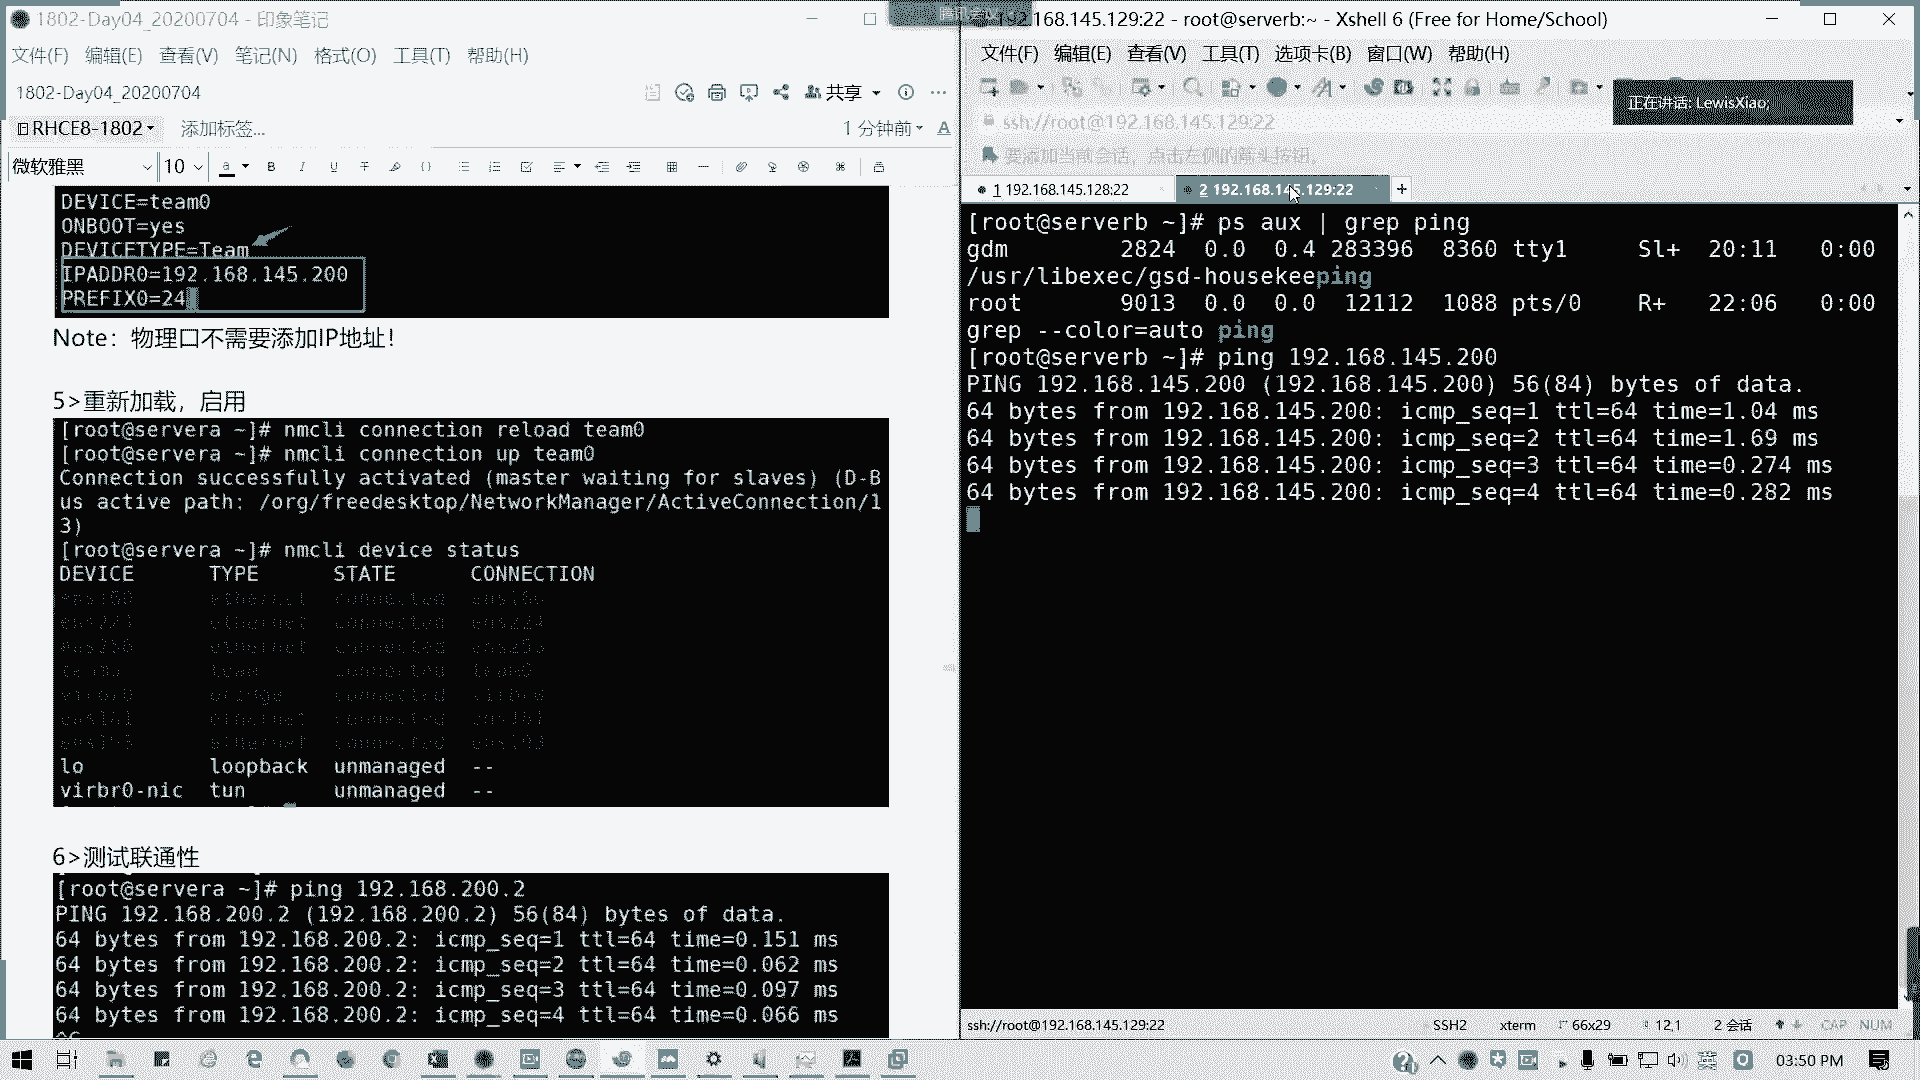 1802-Day04_20200704 - 印象笔记
文件(F) 编辑(E) 查看(V) 笔记(N) 格式(O) 工具(T) 帮助(H)
1802-Day04_20200704
共享
RHCE8-1802
添加标签...
1 分钟前
微软雅黑 10
DEVICE=team0
ONBOOT=yes
DEVICETYPE=Team
IPADDR0=192.168.145.200
PREFIX0=24
Note: 物理口不需要添加IP地址!
5>重新加载, 启用
[root@servera ~]# nmcli connection reload team0
[root@servera ~]# nmcli connection up team0
Connection successfully activated (master waiting for slaves) (D-B
us active path: /org/freedesktop/NetworkManager/ActiveConnection/1
3)
[root@servera ~]# nmcli device status
DEVICE TYPE STATE CONNECTION
lo loopback unmanaged --
virbr0-nic tun unmanaged --
6>测试联通性
[root@servera ~]# ping 192.168.200.2
PING 192.168.200.2 (192.168.200.2) 56(84) bytes of data.
64 bytes from 192.168.200.2: icmp_seq=1 ttl=64 time=0.151 ms
64 bytes from 192.168.200.2: icmp_seq=2 ttl=64 time=0.062 ms
64 bytes from 192.168.200.2: icmp_seq=3 ttl=64 time=0.097 ms
64 bytes from 192.168.200.2: icmp_seq=4 ttl=64 time=0.066 ms
192.168.145.129:22 - root@serverb:~ - Xshell 6 (Free for Home/School)
文件(F) 编辑(E) 查看(V) 工具(T) 选项卡(B) 窗口(W) 帮助(H)
正在讲话: LewisXiao;
ssh://root@192.168.145.129:22
要添加当前会话, 点击左侧的箭头按钮。
1 192.168.145.128:22
2 192.168.145.129:22
[root@serverb ~]# ps aux | grep ping
gdm 2824 0.0 0.4 283396 8360 tty1 Sl+ 20:11 0:00
/usr/libexec/gsd-housekeeping
root 9013 0.0 0.0 12112 1088 pts/0 R+ 22:06 0:00
grep --color=auto ping
[root@serverb ~]# ping 192.168.145.200
PING 192.168.145.200 (192.168.145.200) 56(84) bytes of data.
64 bytes from 192.168.145.200: icmp_seq=1 ttl=64 time=1.04 ms
64 bytes from 192.168.145.200: icmp_seq=2 ttl=64 time=1.69 ms
64 bytes from 192.168.145.200: icmp_seq=3 ttl=64 time=0.274 ms
64 bytes from 192.168.145.200: icmp_seq=4 ttl=64 time=0.282 ms
ssh://root@192.168.145.129:22 SSH2 xterm 66x29 12,1 2 会话 CAP NUM
英 03:50 PM